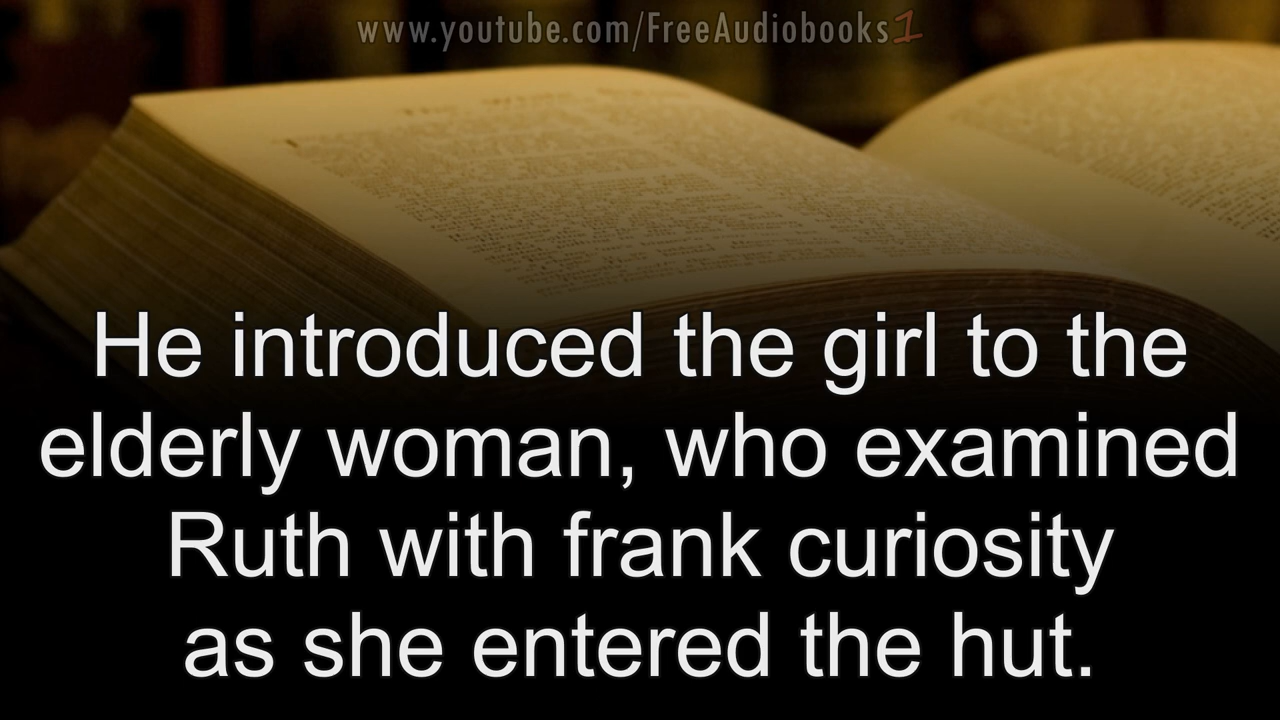 www.youtube.com/FreeAudiobooks1
He introduced the girl to the
elderly woman, who examined
Ruth with frank curiosity
as she entered the hut.